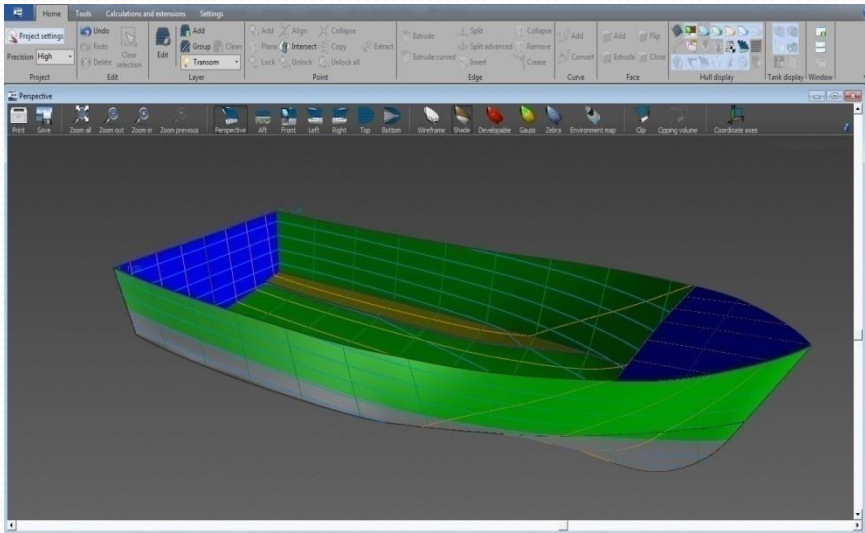 Home Tools Calculations and extensions Settings
Project settings Undo Add Add Align Collapse Extrude Split Collapse Add Add Flip
Redo Clear selection Edit Group Clean Plane Intersect Copy Extract Split advanced Remove
Precision High Delete Transom Lock Unlock Unlock all Extrude curved Insert Crease Convert Extrude Close
Project Edit Layer Point Edge Curve Face Hull display Tank display Window
Perspective
Print Save Zoom all Zoom out Zoom in Zoom previous Perspective Aft Front Left Right Top Bottom Wireframe Shade Developable Gauss Zebra Environment map Clip Clipping volume Coordinate axes